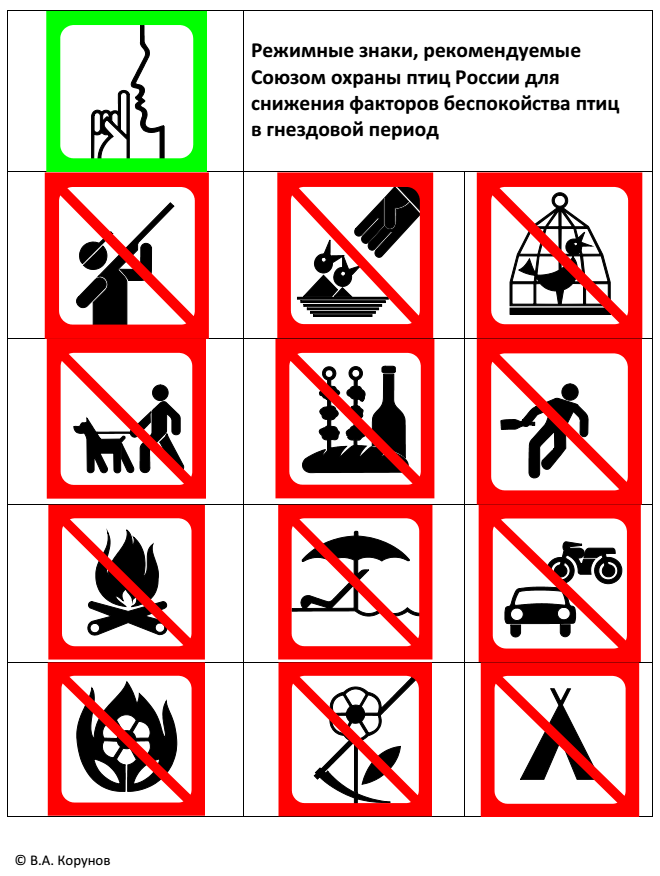 Режимные знаки, рекомендуемые
Союзом охраны птиц России для
снижения факторов беспокойства птиц
в гнездовой период
© В.А. Корунов